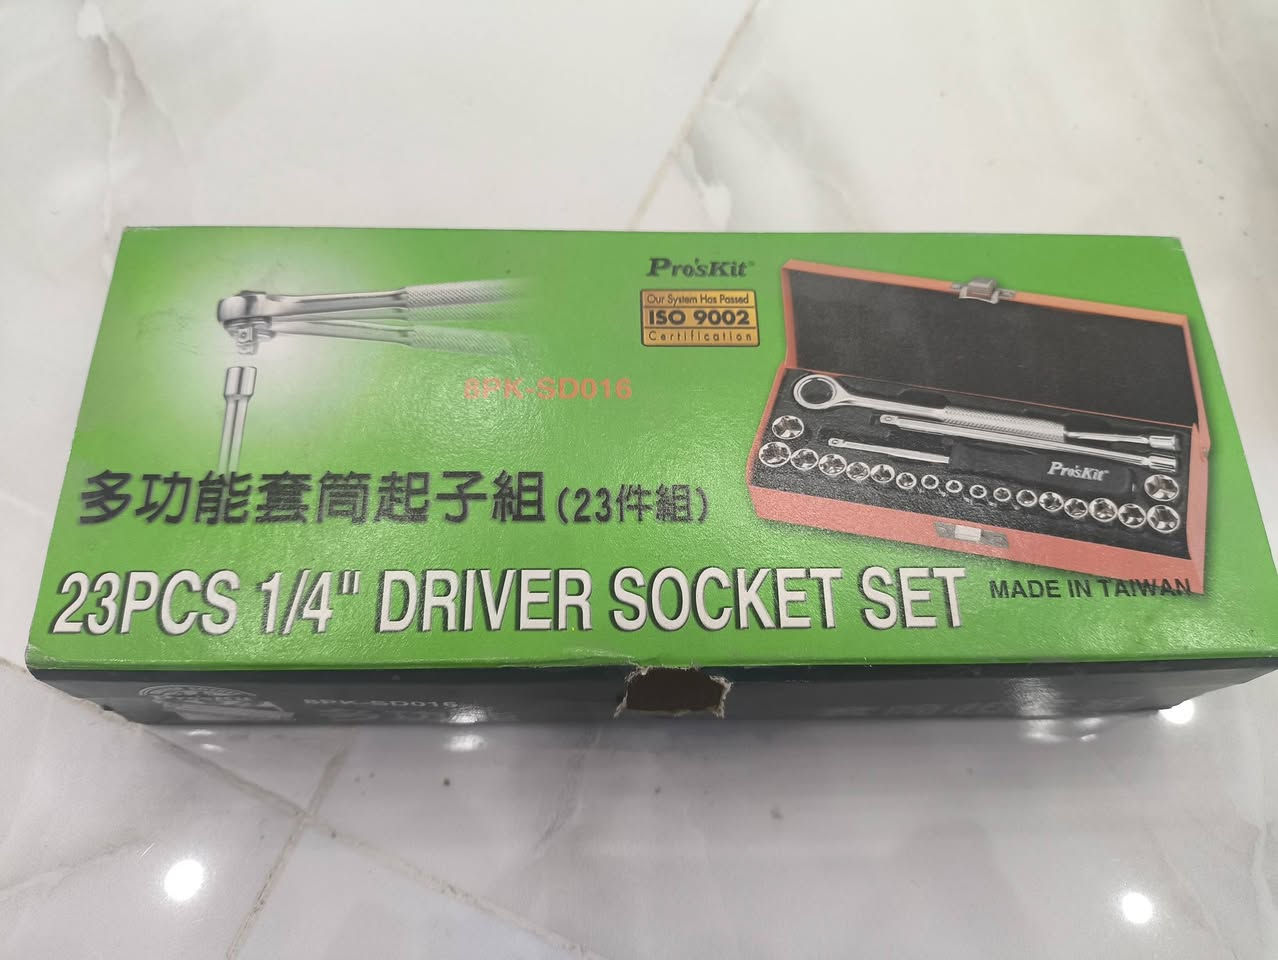 Pro'sKit
Our System Has Passed
ISO 9002
Certification
8PK-SD016
Pro'sKit
多功能套筒起子組(23件組)
23PCS 1/4" DRIVER SOCKET SET
MADE IN TAIWAN
8PK-SD016